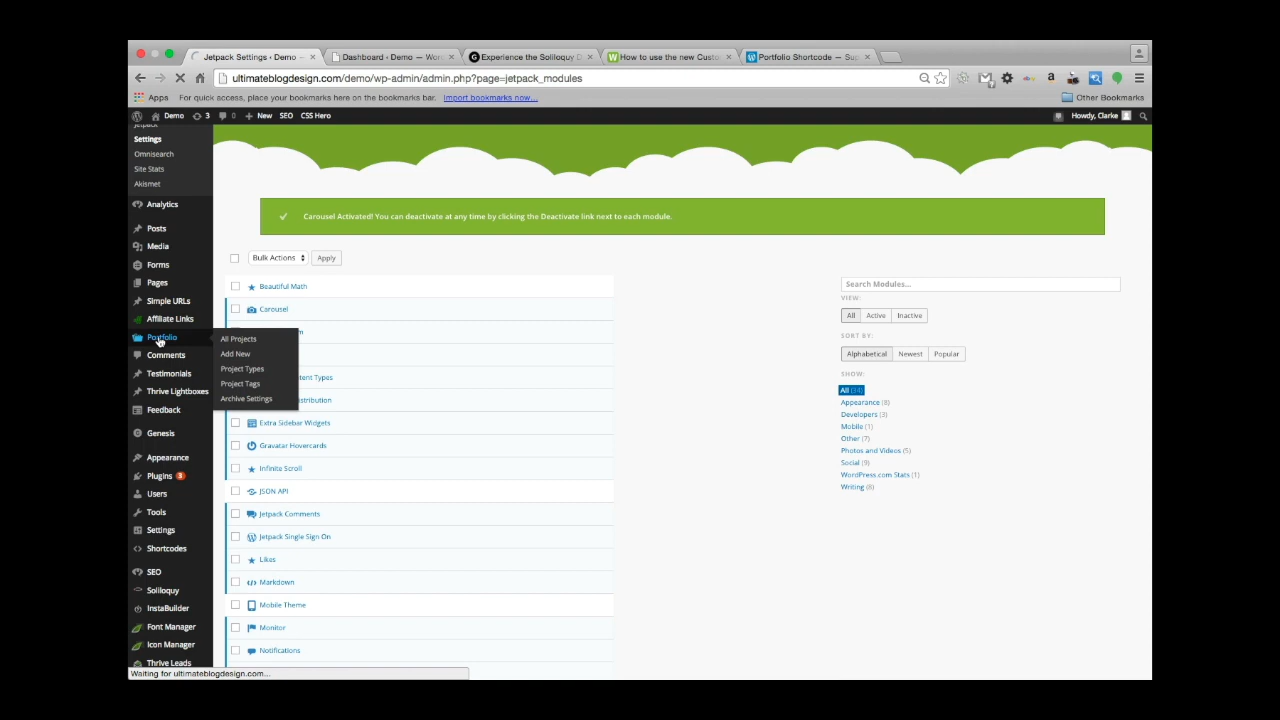 Jetpack Settings ‹ Demo —
Dashboard ‹ Demo — Wor
Experience the Soliloquy D
How to use the new Custo
Portfolio Shortcode — Sup
ultimateblogdesign.com/demo/wp-admin/admin.php?page=jetpack_modules
Apps
For quick access, place your bookmarks here on the bookmarks bar.
Import bookmarks now...
Other Bookmarks
Demo
3
0
New
SEO
CSS Hero
Howdy, Clarke
Jetpack
Settings
Omnisearch
Site Stats
Akismet
Analytics
Posts
Media
Forms
Pages
Simple URLs
Affiliate Links
Portfolio
Comments
Testimonials
Thrive Lightboxes
Feedback
Genesis
Appearance
Plugins 3
Users
Tools
Settings
Shortcodes
SEO
Soliloquy
InstaBuilder
Font Manager
Icon Manager
Thrive Leads
All Projects
Add New
Project Types
Project Tags
Archive Settings
Carousel Activated! You can deactivate at any time by clicking the Deactivate link next to each module.
Bulk Actions
Apply
Beautiful Math
Carousel
m
tent Types
istribution
Extra Sidebar Widgets
Gravatar Hovercards
Infinite Scroll
JSON API
Jetpack Comments
Jetpack Single Sign On
Likes
Markdown
Mobile Theme
Monitor
Notifications
Search Modules...
VIEW:
All
Active
Inactive
SORT BY:
Alphabetical
Newest
Popular
SHOW:
All (34)
Appearance (8)
Developers (3)
Mobile (1)
Other (7)
Photos and Videos (5)
Social (9)
WordPress.com Stats (1)
Writing (8)
Waiting for ultimateblogdesign.com...